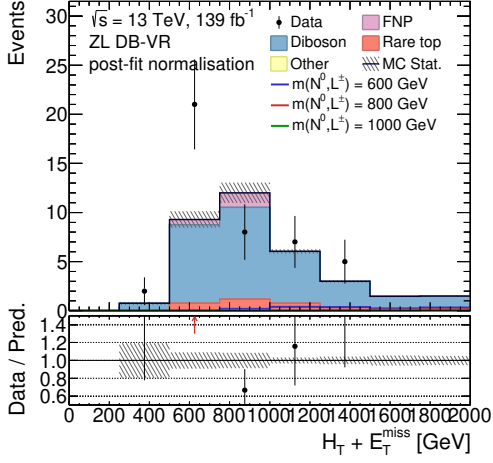 Events
√s = 13 TeV, 139 fb⁻¹
ZL DB-VR
post-fit normalisation
Data
FNP
Diboson
Rare top
Other
MC Stat.
m(N⁰,L±) = 600 GeV
m(N⁰,L±) = 800 GeV
m(N⁰,L±) = 1000 GeV
30
25
20
15
10
5
0
Data / Pred.
1.4
1.2
1.0
0.8
0.6
0 200 400 600 800 1000 1200 1400 1600 1800 2000
H_T + E_T^miss [GeV]